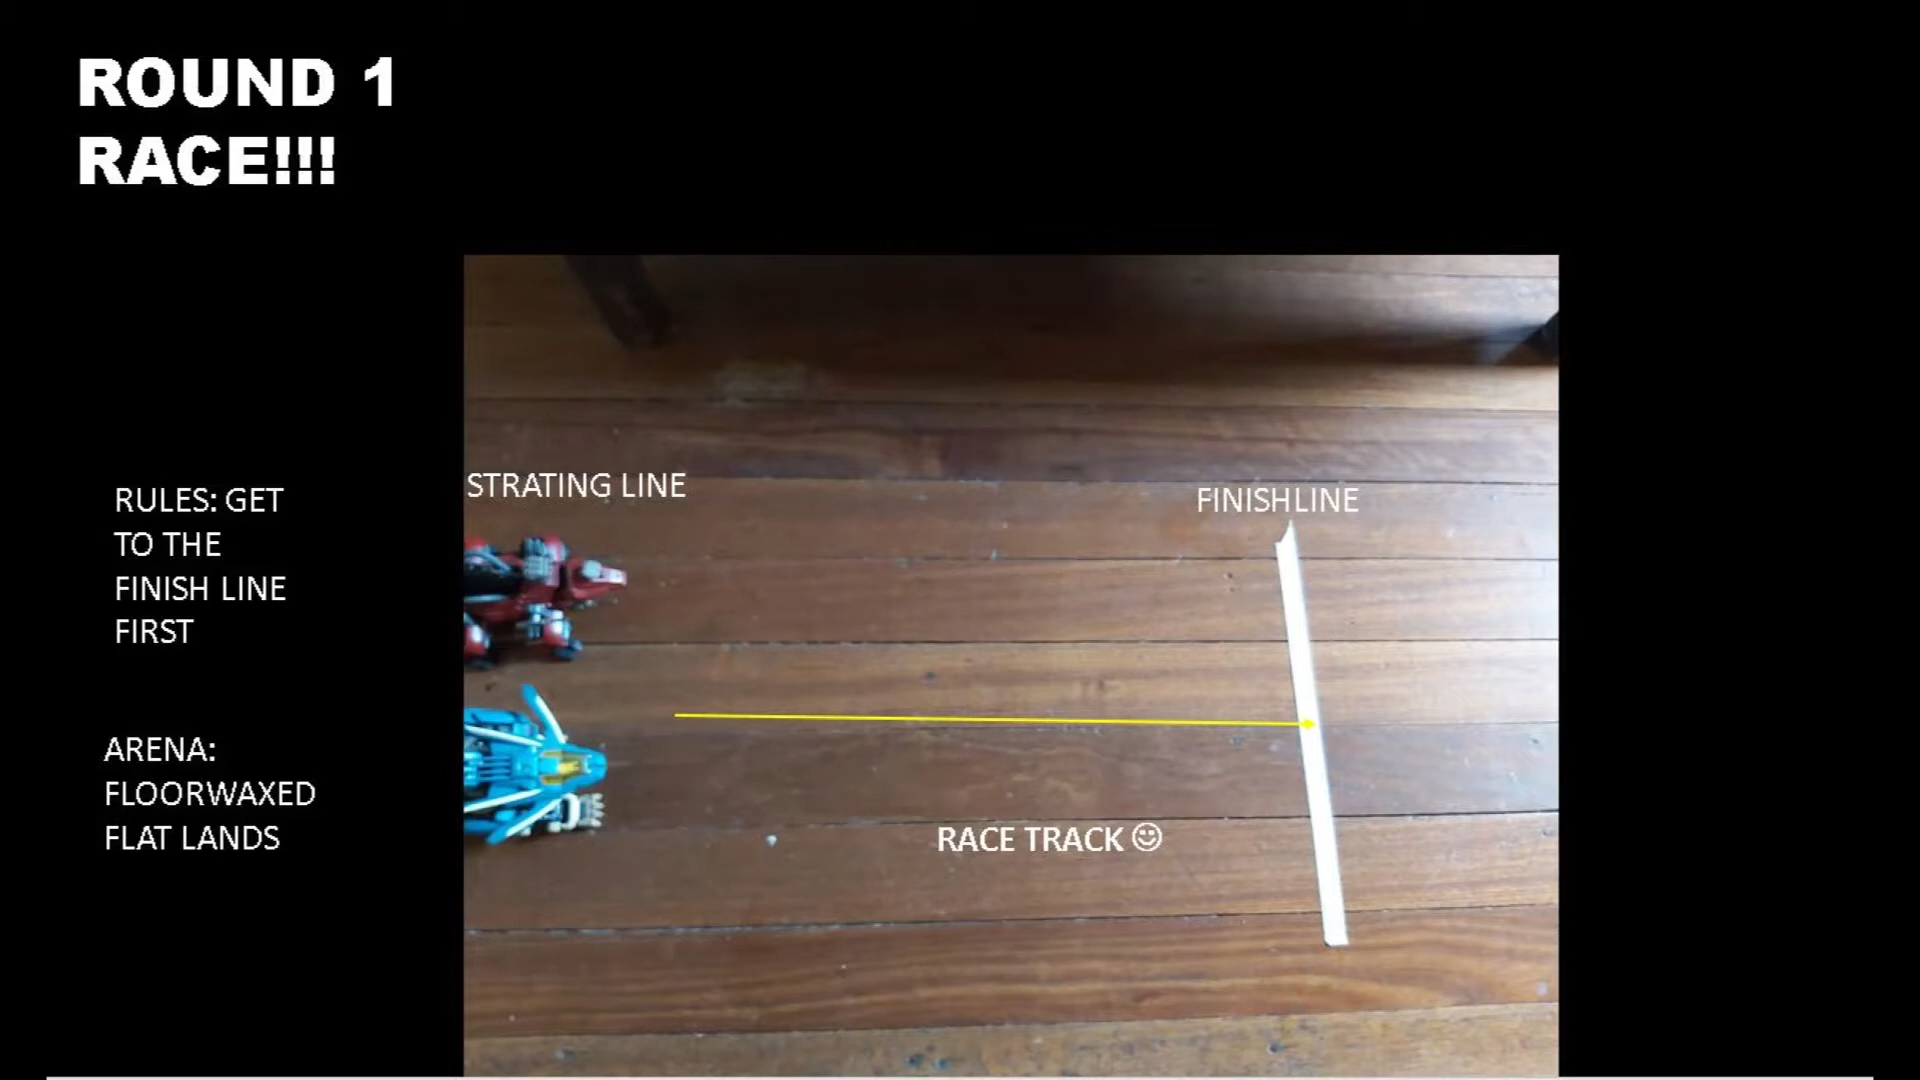 ROUND 1
RACE!!!
STRATING LINE
FINISHLINE
RULES: GET
TO THE
FINISH LINE
FIRST
ARENA:
FLOORWAXED
FLAT LANDS
RACE TRACK ☺